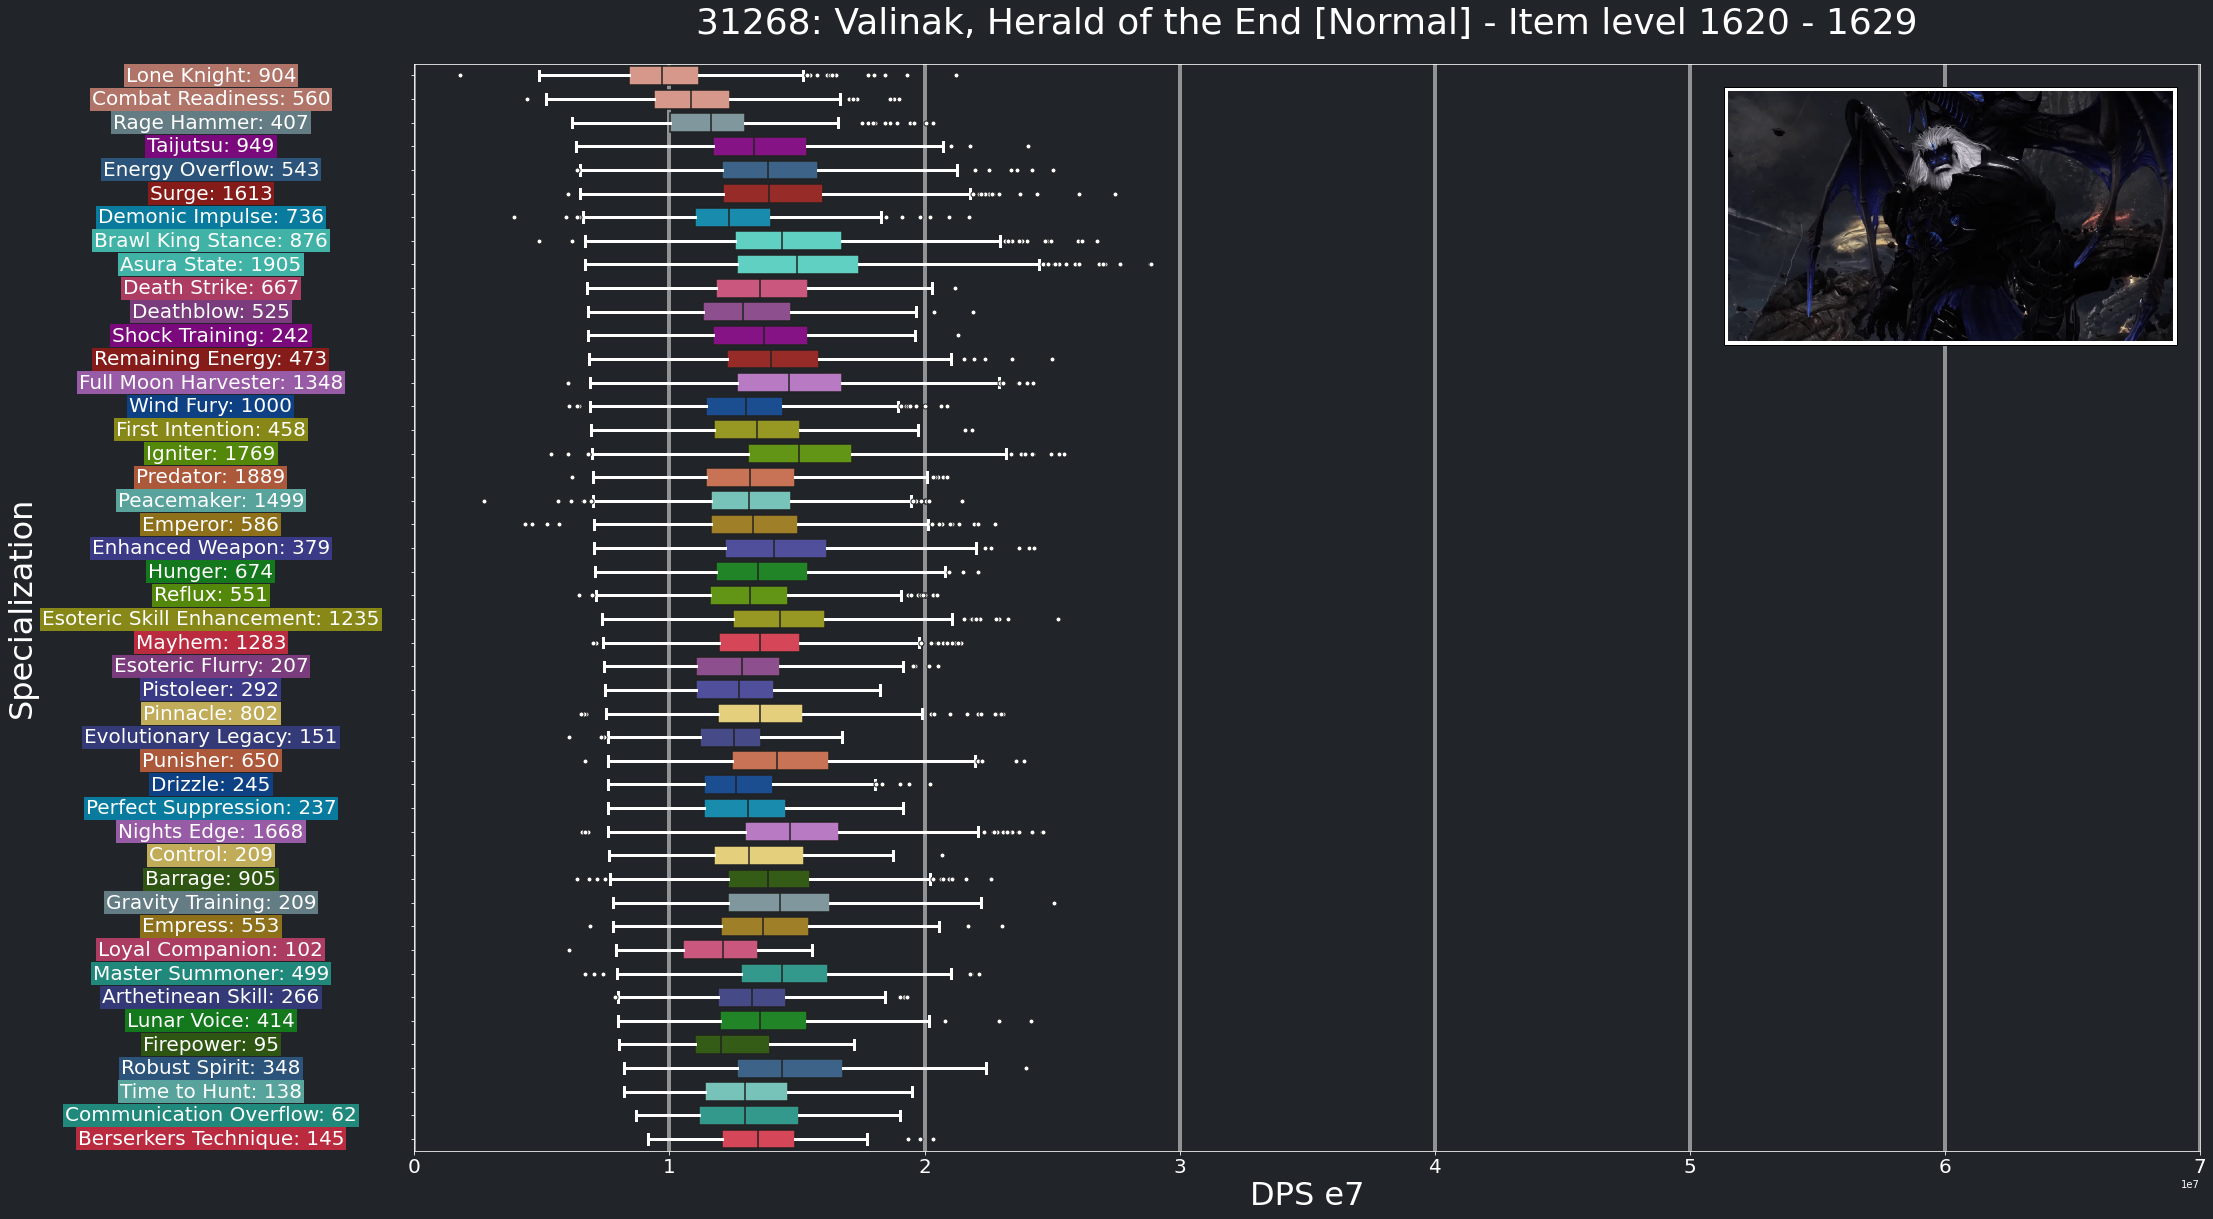 31268: Valinak, Herald of the End [Normal] - Item level 1620 - 1629
Lone Knight: 904
Combat Readiness: 560
Rage Hammer: 407
Taijutsu: 949
Energy Overflow: 543
Surge: 1613
Demonic Impulse: 736
Brawl King Stance: 876
Asura State: 1905
Death Strike: 667
Deathblow: 525
Shock Training: 242
Remaining Energy: 473
Full Moon Harvester: 1348
Wind Fury: 1000
First Intention: 458
Igniter: 1769
Predator: 1889
Peacemaker: 1499
Emperor: 586
Enhanced Weapon: 379
Hunger: 674
Reflux: 551
Esoteric Skill Enhancement: 1235
Mayhem: 1283
Esoteric Flurry: 207
Pistoleer: 292
Pinnacle: 802
Evolutionary Legacy: 151
Punisher: 650
Drizzle: 245
Perfect Suppression: 237
Nights Edge: 1668
Control: 209
Barrage: 905
Gravity Training: 209
Empress: 553
Loyal Companion: 102
Master Summoner: 499
Arthetinean Skill: 266
Lunar Voice: 414
Firepower: 95
Robust Spirit: 348
Time to Hunt: 138
Communication Overflow: 62
Berserkers Technique: 145
Specialization
0 1 2 3 4 5 6 7
1e7
DPS e7